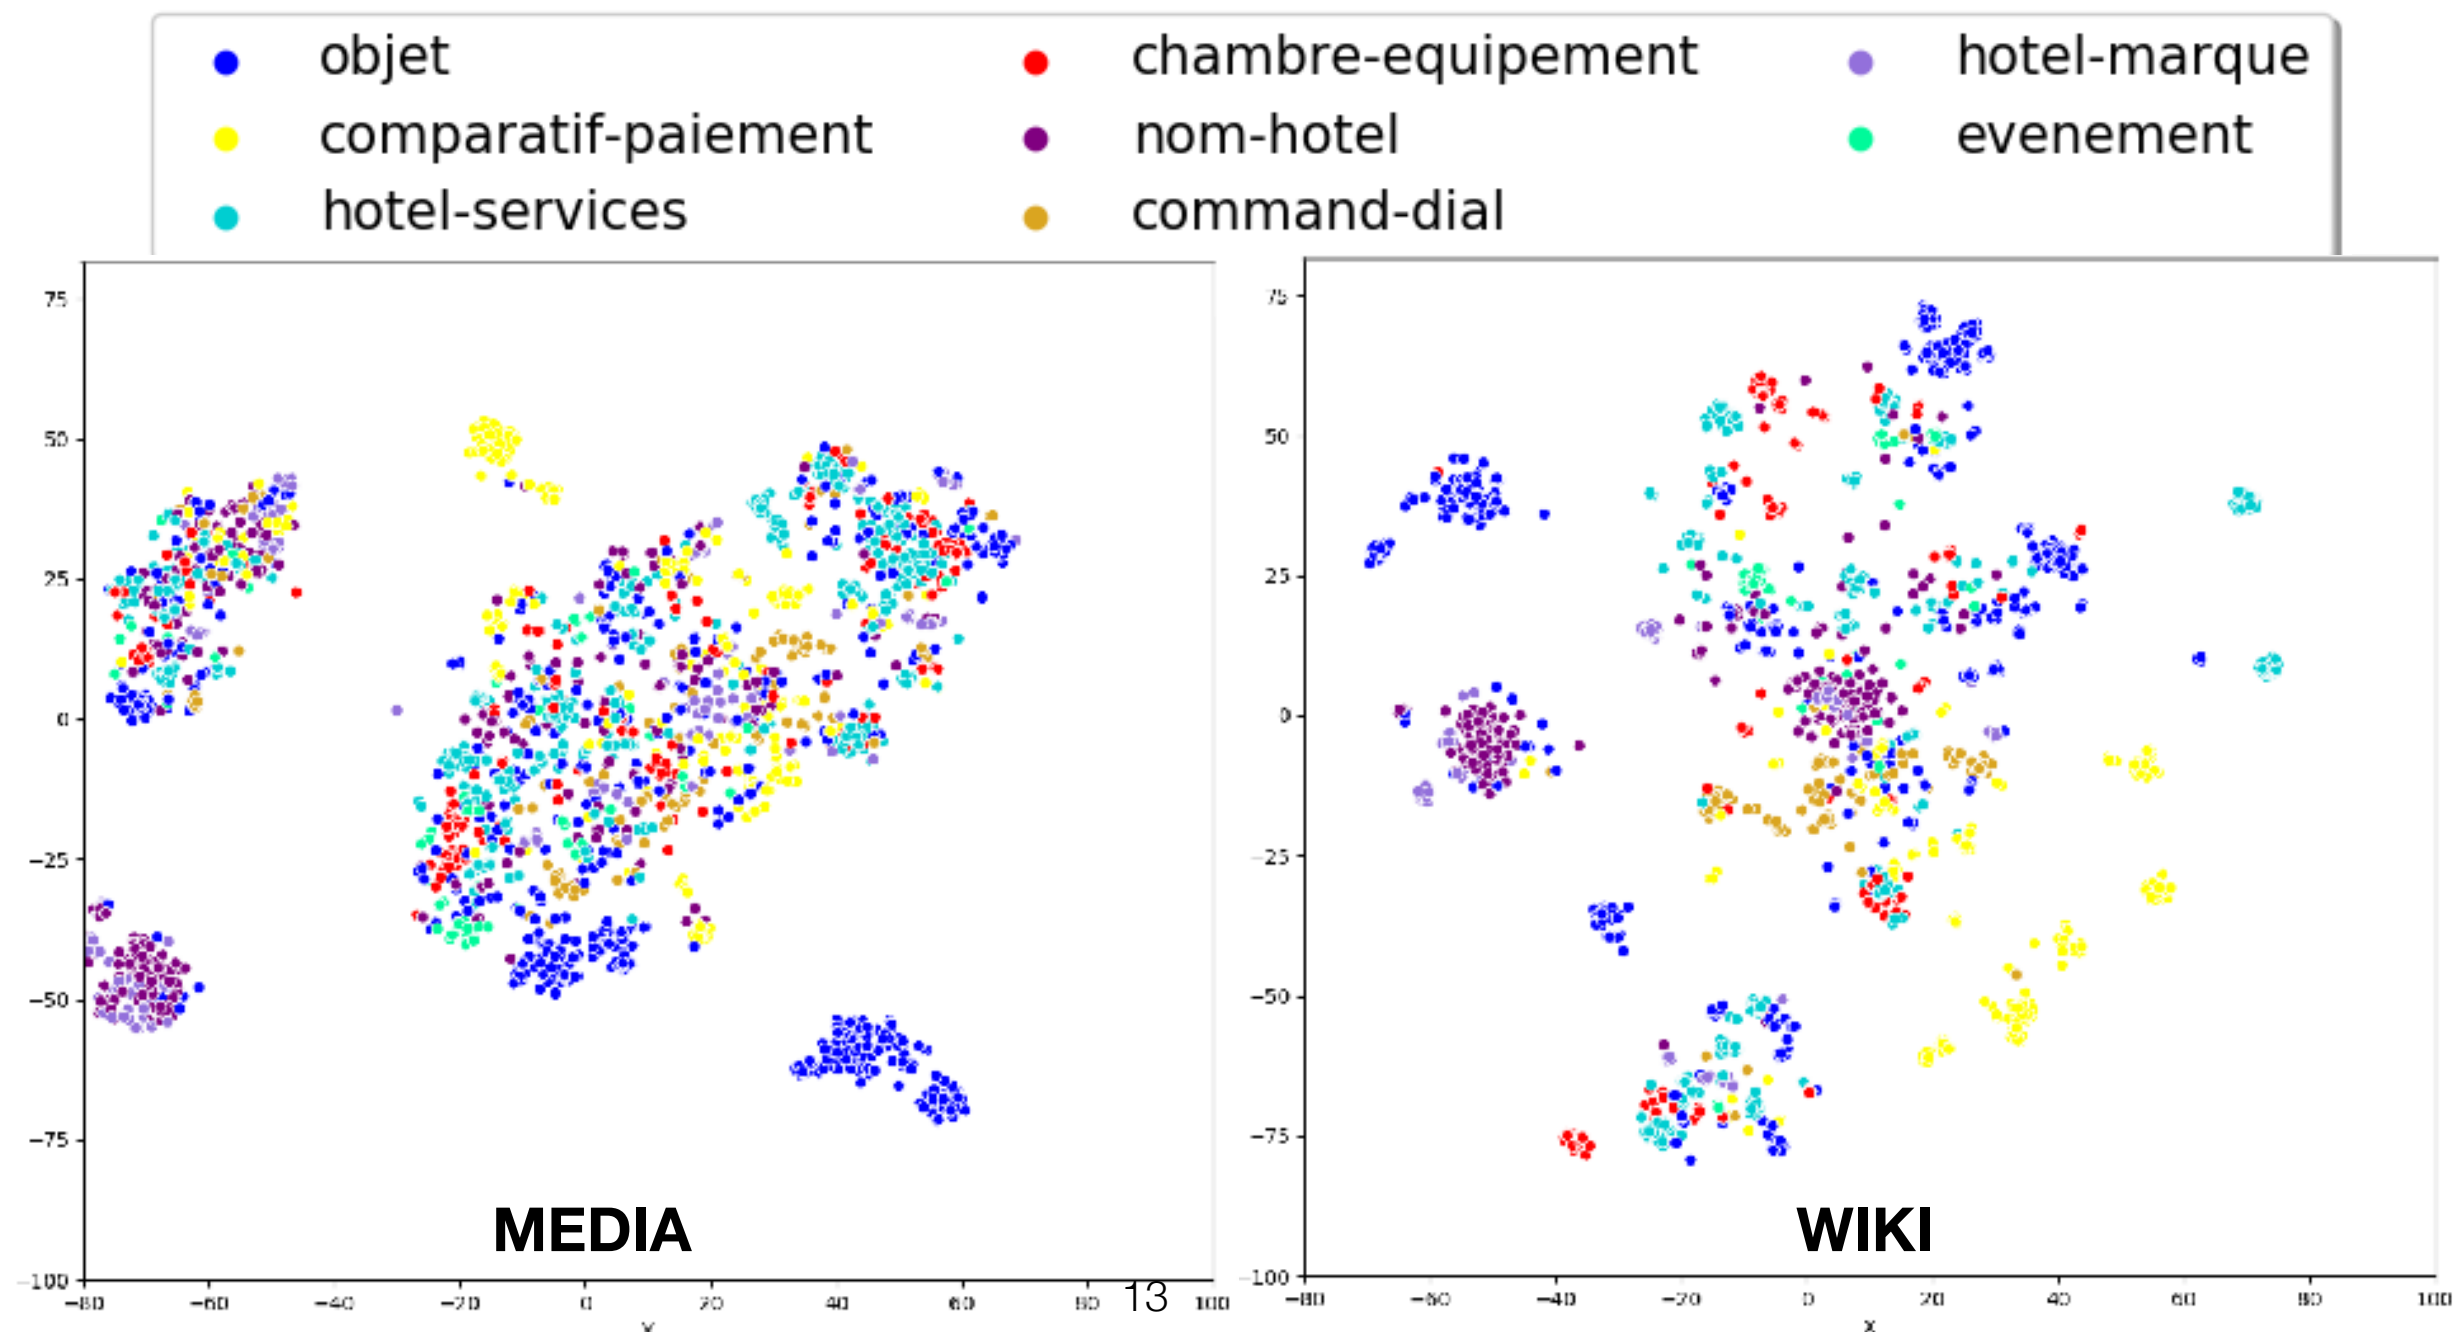 objet chambre-equipement hotel-marque
comparatif-paiement nom-hotel evenement
hotel-services command-dial
75
50
25
0
−25
−50
−75
−100
−80 −60 −40 −20 0 20 40 60 80 100
x
MEDIA
75
50
25
0
−25
−50
−75
−100
−80 −60 −40 −20 0 20 40 60 80 100
x
WIKI
13